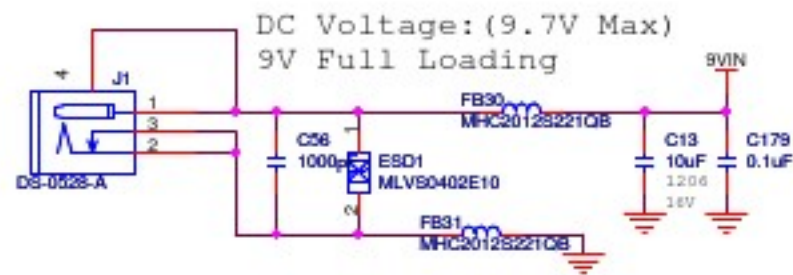 DC Voltage:(9.7V Max)
9V Full Loading
9VIN
4
J1
1
3
2
DS-0526-A
C56
1000p
1
ESD1
MLVS0402E10
2
FB30
MHC2012S221QB
FB31
MHC2012S221QB
C13
10uF
1206
16V
C179
0.1uF